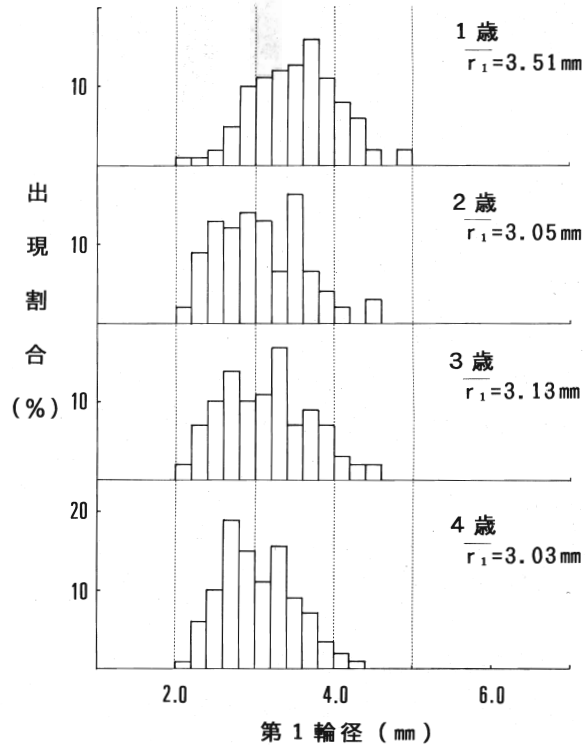 1 歳
r₁=3.51mm
10
2 歳
r₁=3.05mm
10
3 歳
r₁=3.13mm
10
4 歳
r₁=3.03mm
20
10
出現割合
(%)
2.0 4.0 6.0
第 1 輪径 (mm)